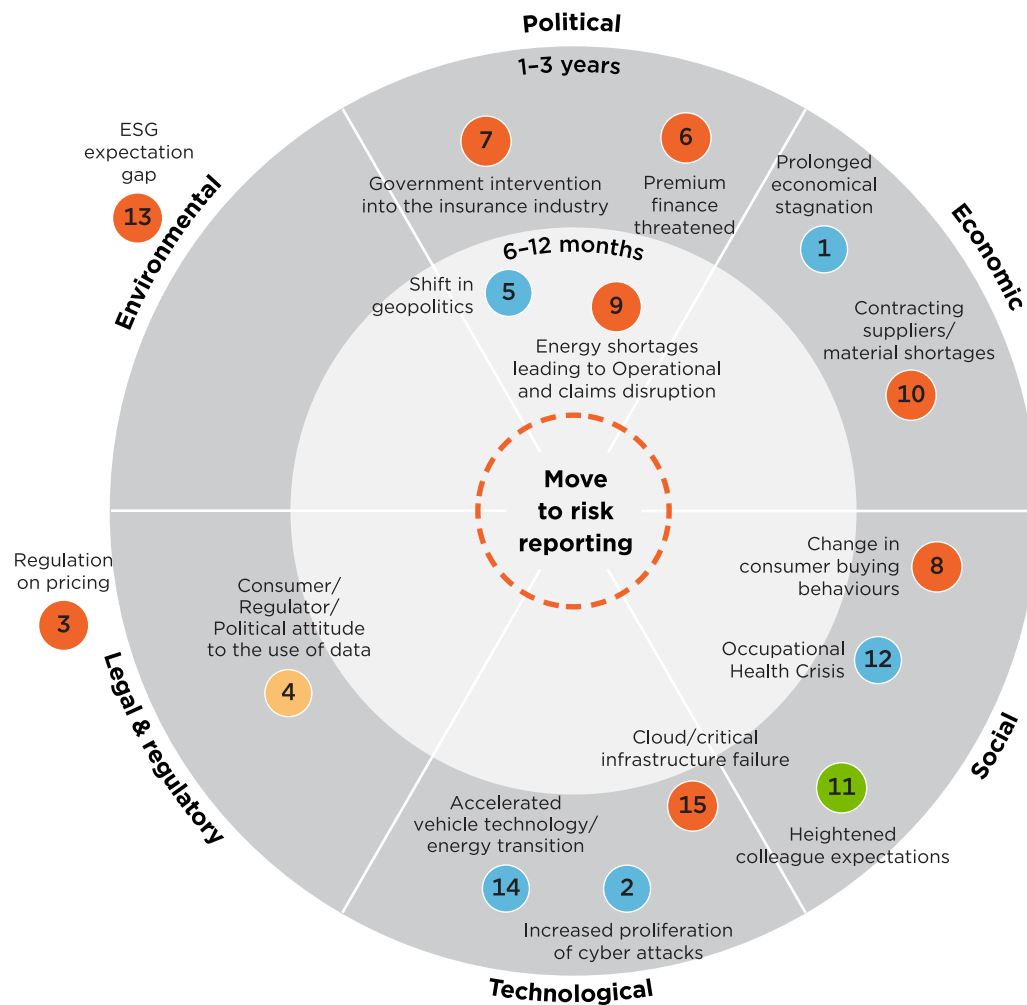 Political
1–3 years
7
Government intervention
into the insurance industry
6
Premium
finance
threatened
ESG
expectation
gap
13
Environmental
Prolonged
economical
stagnation
1
Economic
Contracting
suppliers/
material shortages
10
6–12 months
Shift in
geopolitics
5
9
Energy shortages
leading to Operational
and claims disruption
Move
to risk
reporting
Regulation
on pricing
3
Legal & regulatory
Consumer/
Regulator/
Political attitude
to the use of data
4
Change in
consumer buying
behaviours
8
Occupational
Health Crisis
12
Social
11
Heightened
colleague expectations
Cloud/critical
infrastructure failure
15
Accelerated
vehicle technology/
energy transition
14
2
Increased proliferation
of cyber attacks
Technological